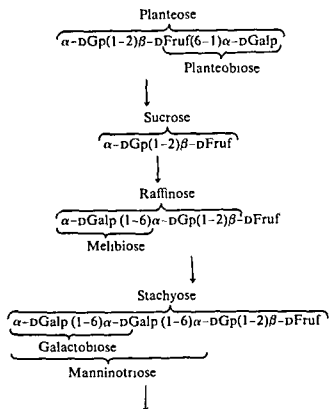 Planteose
α-DGp(1-2)β-DFruf(6-1)α-DGalp
Planteobiose
Sucrose
α-DGp(1-2)β-DFruf
Raffinose
α-DGalp (1-6)α-DGp(1-2)β-DFruf
Melibiose
Stachyose
α-DGalp (1-6)α-DGalp (1-6)α-DGp(1-2)β-DFruf
Galactobiose
Manninotriose